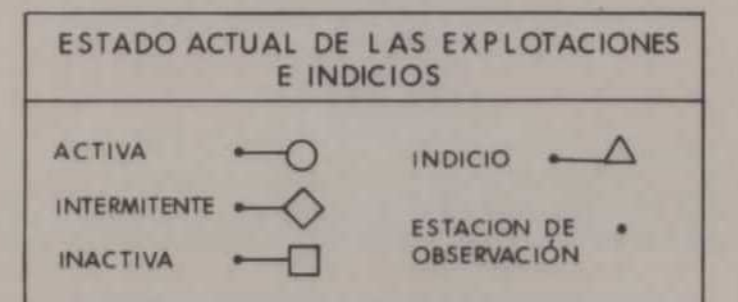 ESTADO ACTUAL DE LAS EXPLOTACIONES
E INDICIOS
ACTIVA
INTERMITENTE
INACTIVA
INDICIO
ESTACION DE
OBSERVACIÓN